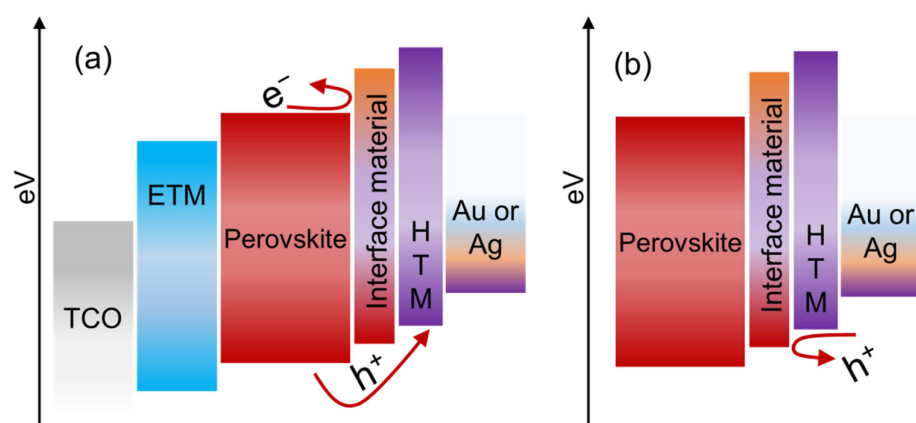 (a)
eV
TCO
ETM
e⁻
Perovskite
Interface material
H
T
M
h⁺
Au or
Ag
(b)
eV
Perovskite
Interface material
H
T
M
Au or
Ag
h⁺